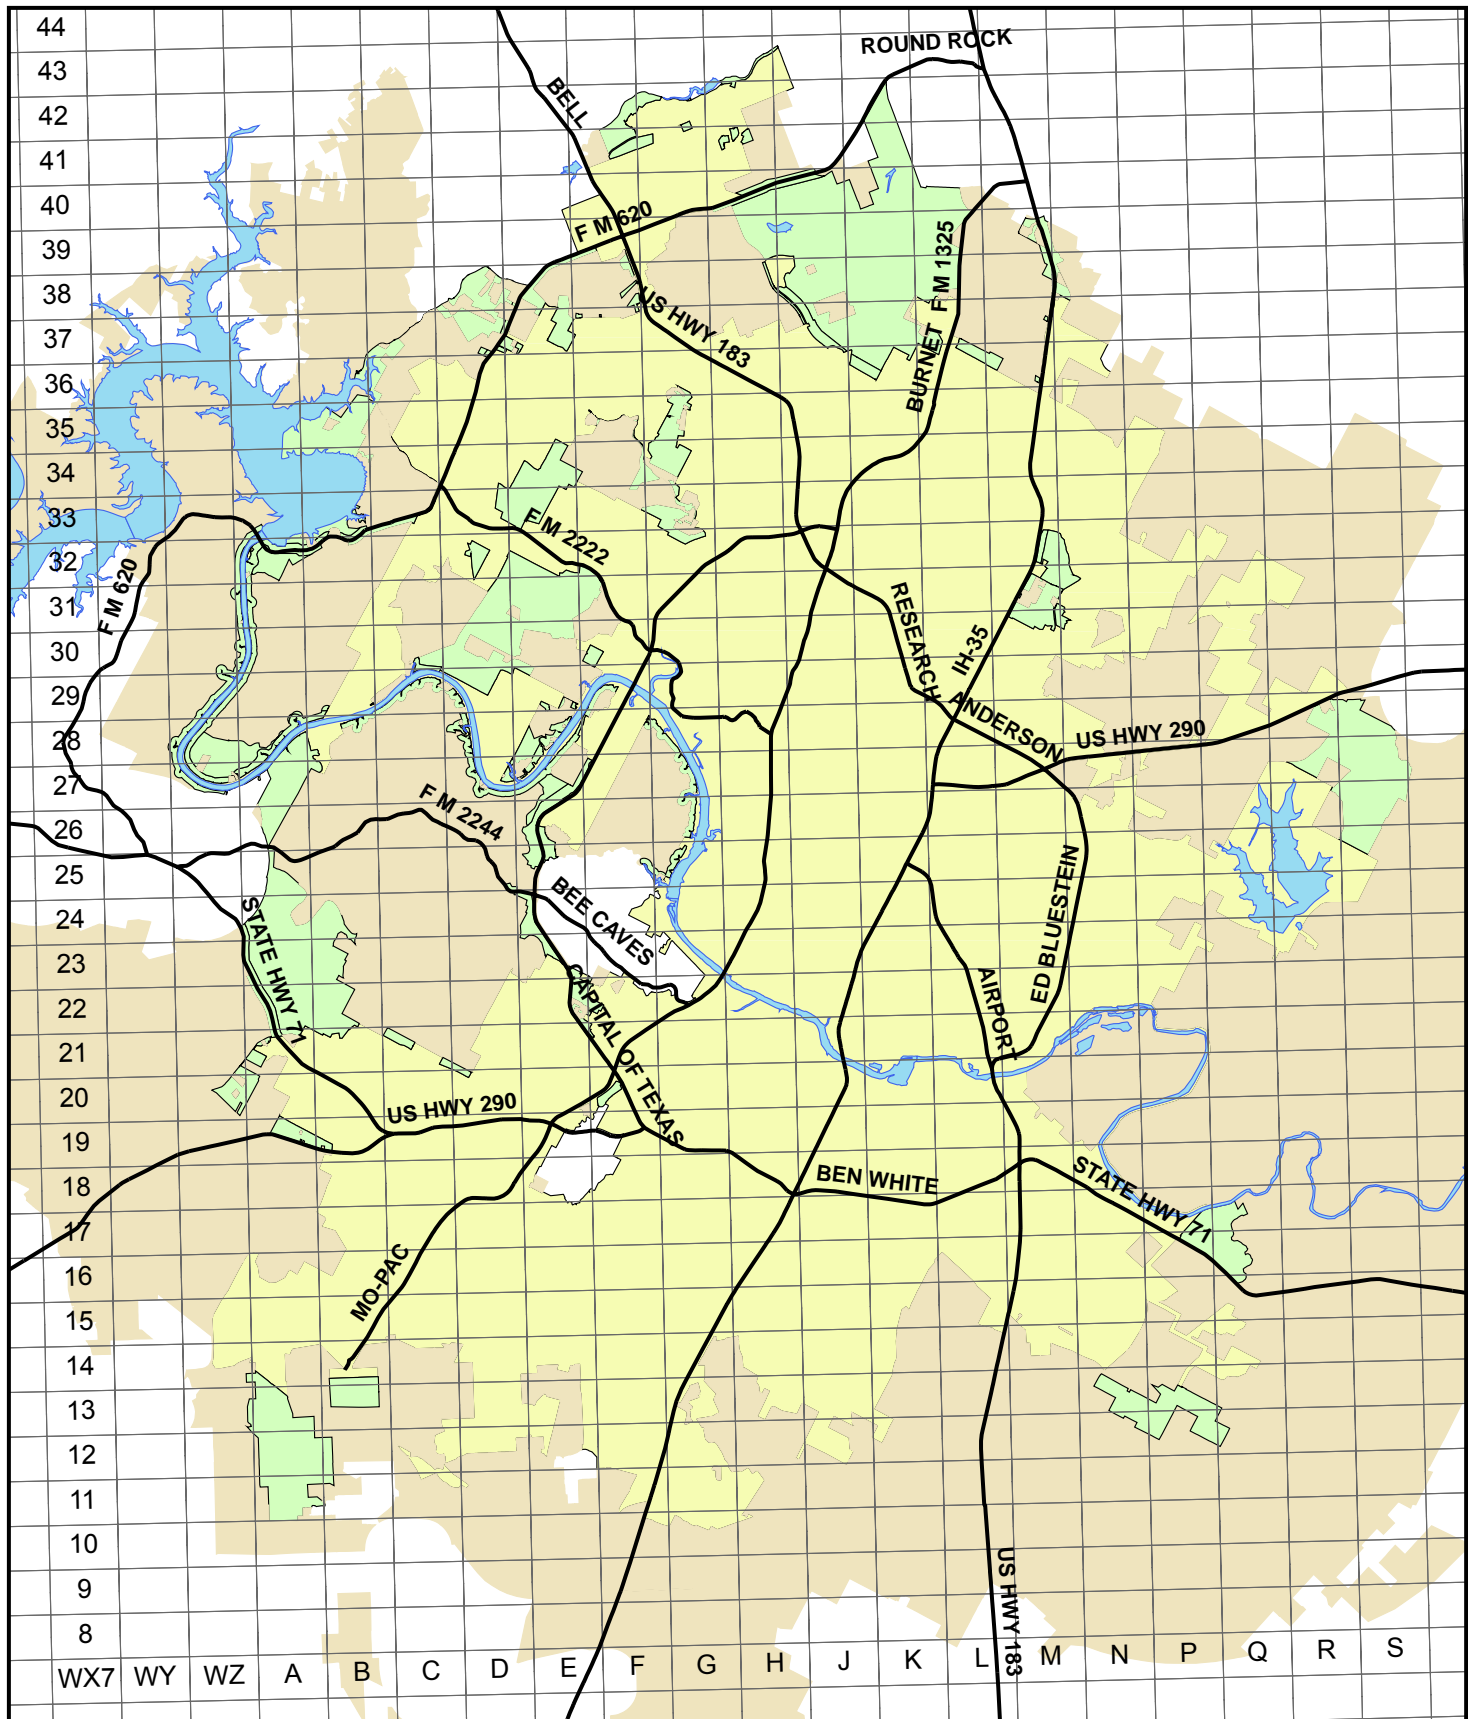 44
ROUND ROCK
43
BELL
42
41
40
F M 620
39
BURNET F M 1325
38
US HWY 183
37
36
35
34
33
F M 2222
32
F M 620
31
RESEARCH
30
IH-35
29
ANDERSON
28
US HWY 290
27
F M 2244
26
25
BEE CAVES
ED BLUESTEIN
24
STATE HWY 71
23
CAPITAL OF TEXAS
AIRPORT
22
21
20
US HWY 290
19
BEN WHITE
STATE HWY 71
18
17
MO-PAC
16
15
14
13
12
11
10
9
US HWY 183
8
WX7 WY WZ A B C D E F G H J K L M N P Q R S